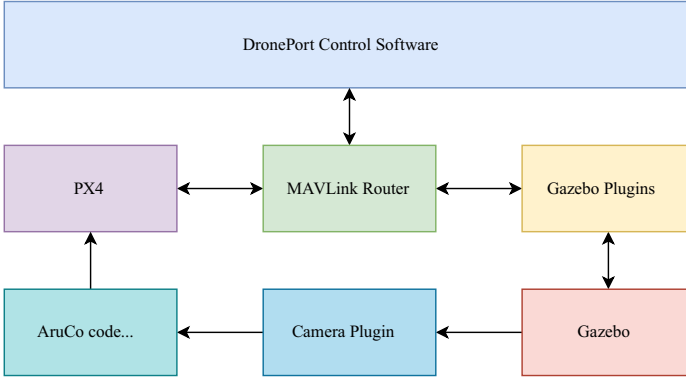 DronePort Control Software
PX4
MAVLink Router
Gazebo Plugins
AruCo code...
Camera Plugin
Gazebo